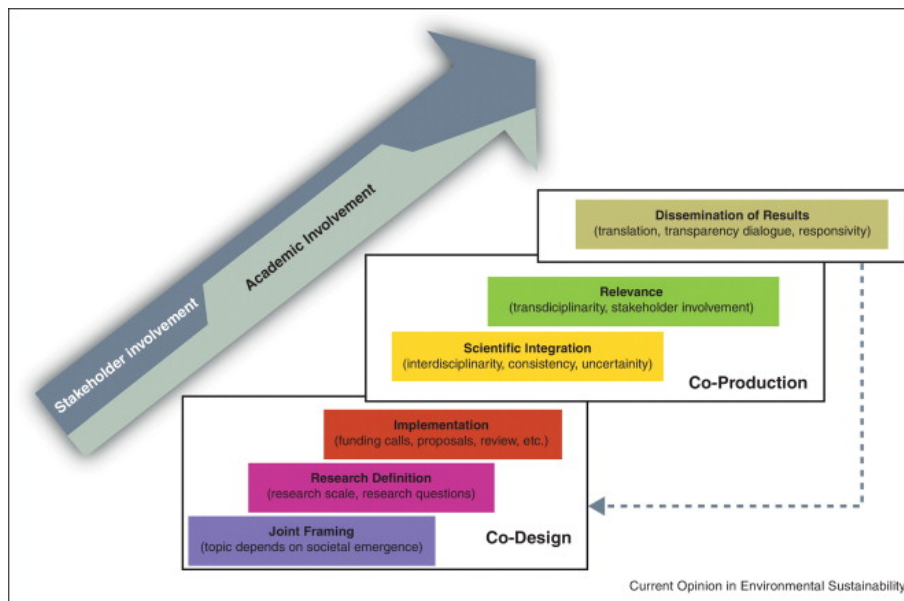 Stakeholder involvement
Academic Involvement
Dissemination of Results
(translation, transparency dialogue, responsivity)
Relevance
(transdiciplinarity, stakeholder involvement)
Scientific Integration
(interdisciplinarity, consistency, uncertainity)
Co-Production
Implementation
(funding calls, proposals, review, etc.)
Research Definition
(research scale, research questions)
Joint Framing
(topic depends on societal emergence)
Co-Design
Current Opinion in Environmental Sustainability